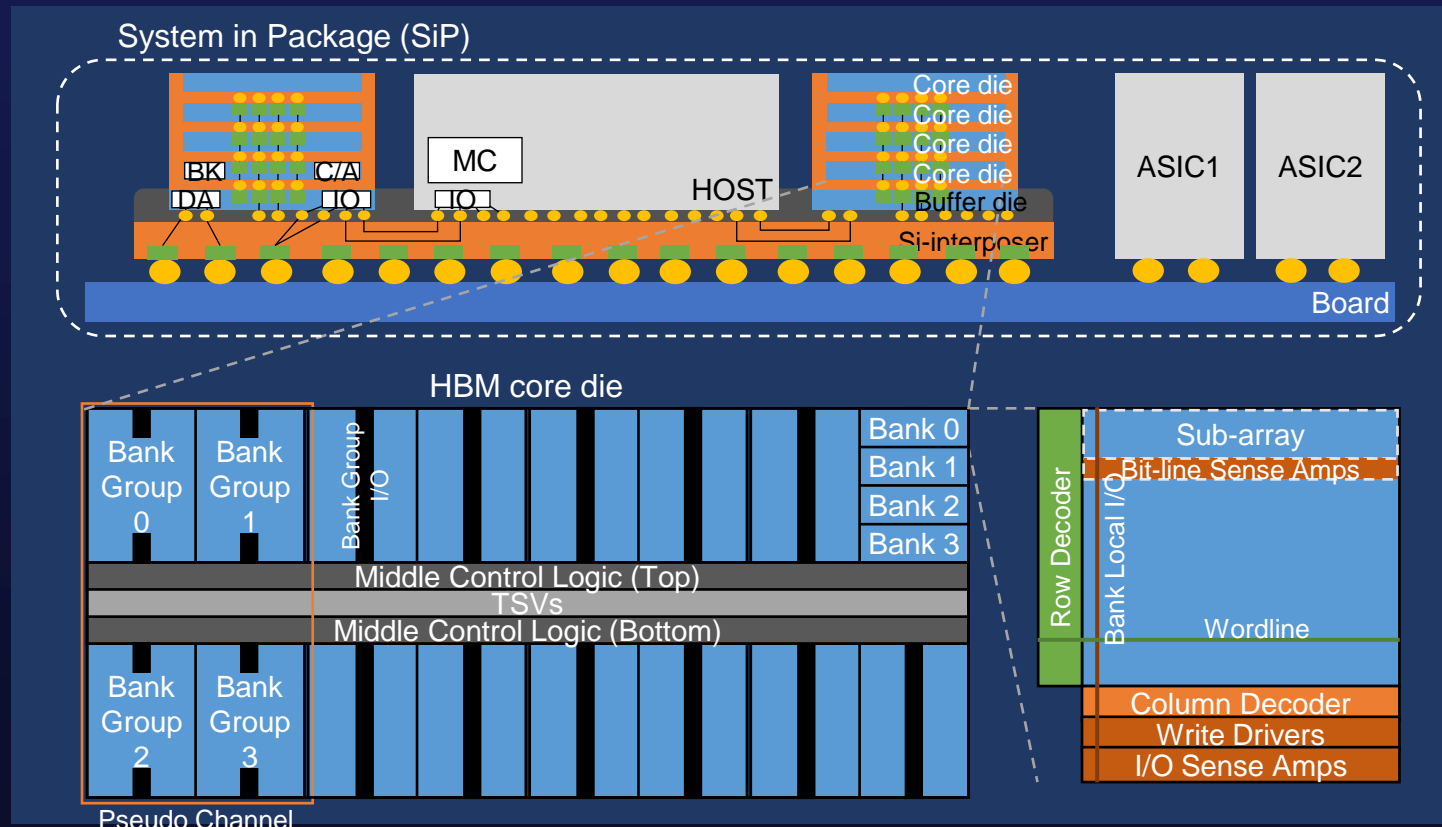 System in Package (SiP)
Core die
Core die
Core die
Core die
Buffer die
BK
C/A
DA
IO
MC
IO
HOST
Si-interposer
ASIC1
ASIC2
Board
HBM core die
Bank
Group
0
Bank
Group
1
Bank Group
I/O
Bank 0
Bank 1
Bank 2
Bank 3
Middle Control Logic (Top)
TSVs
Middle Control Logic (Bottom)
Bank
Group
2
Bank
Group
3
Pseudo Channel
Row Decoder
Sub-array
Bit-line Sense Amps
Bank Local I/O
Wordline
Column Decoder
Write Drivers
I/O Sense Amps